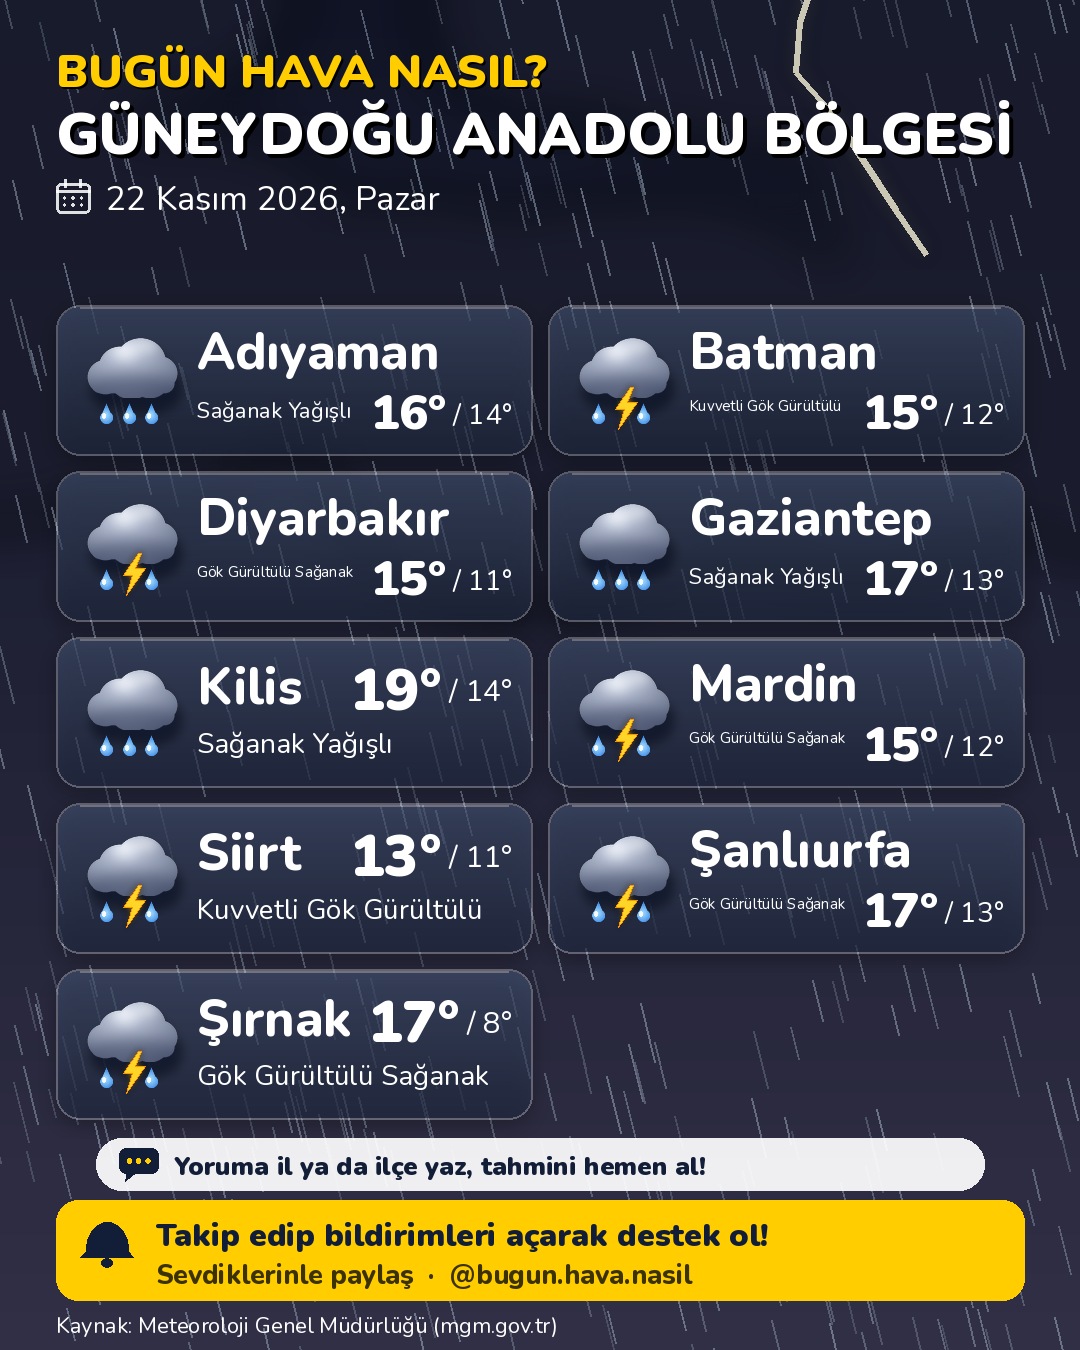 BUGÜN HAVA NASIL?
GÜNEYDOĞU ANADOLU BÖLGESİ
22 Kasım 2026, Pazar
Adıyaman
Sağanak Yağışlı 16° / 14°
Batman
Kuvvetli Gök Gürültülü 15° / 12°
Diyarbakır
Gök Gürültülü Sağanak 15° / 11°
Gaziantep
Sağanak Yağışlı 17° / 13°
Kilis 19° / 14°
Sağanak Yağışlı
Mardin
Gök Gürültülü Sağanak 15° / 12°
Siirt 13° / 11°
Kuvvetli Gök Gürültülü
Şanlıurfa
Gök Gürültülü Sağanak 17° / 13°
Şırnak 17° / 8°
Gök Gürültülü Sağanak
Yoruma il ya da ilçe yaz, tahmini hemen al!
Takip edip bildirimleri açarak destek ol!
Sevdiklerinle paylaş · @bugun.hava.nasil
Kaynak: Meteoroloji Genel Müdürlüğü (mgm.gov.tr)